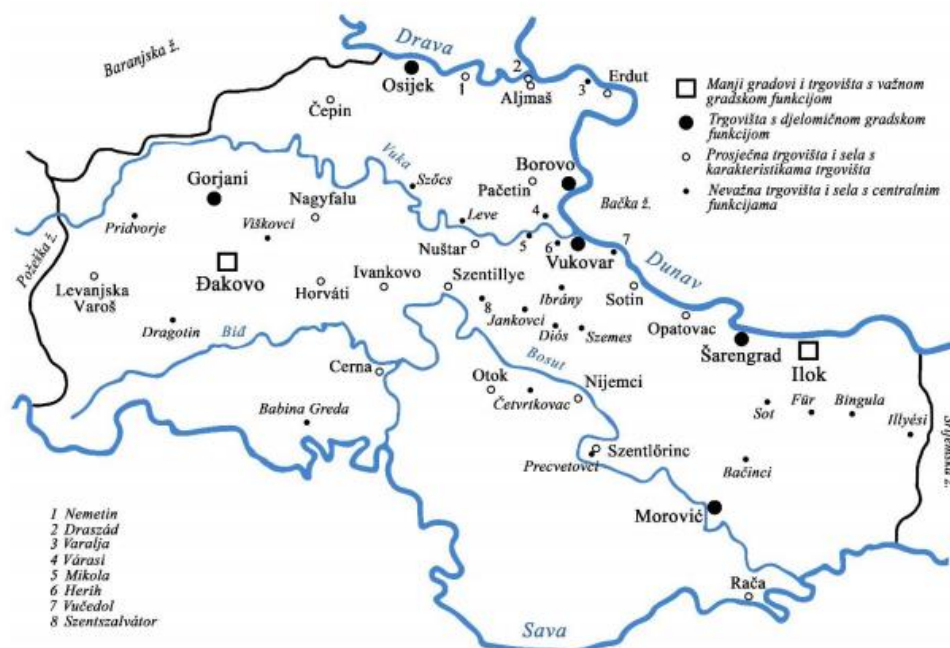 Baranjska ž.
Drava
Osijek
1
2
Aljmaš
3
Erdut
Čepin
Manji gradovi i trgovišta s važnom
gradskom funkcijom
Trgovišta s djelomičnom gradskom
funkcijom
Prosječna trgovišta i sela s
karakteristikama trgovišta
Nevažna trgovišta i sela s centralnim
funkcijama
Vuka
Szőcs
Borovo
Pačetin
Gorjani
Nagyfalu
Pridvorje
Viškovci
Leve
4
Bačka ž.
5
6
Nuštar
Vukovar
7
Dunav
Požeška ž.
Levanjska
Varoš
Đakovo
Horváti
Ivankovo
Szentillye
Ibrány
Sotin
8
Jankovci
Diós
Szemes
Opatovac
Dragotin
Biđ
Bosut
Šarengrad
Ilok
Cerna
Otok
Četvrtkovac
Nijemci
Babina Greda
Sot
Für
Bingula
Illyési
Srijemska ž.
Precvetovci
Szentlőrinc
Bačinci
Morović
Rača
Sava
1 Nemetin
2 Draszád
3 Varalja
4 Várasi
5 Mikola
6 Herih
7 Vučedol
8 Szentszalvátor